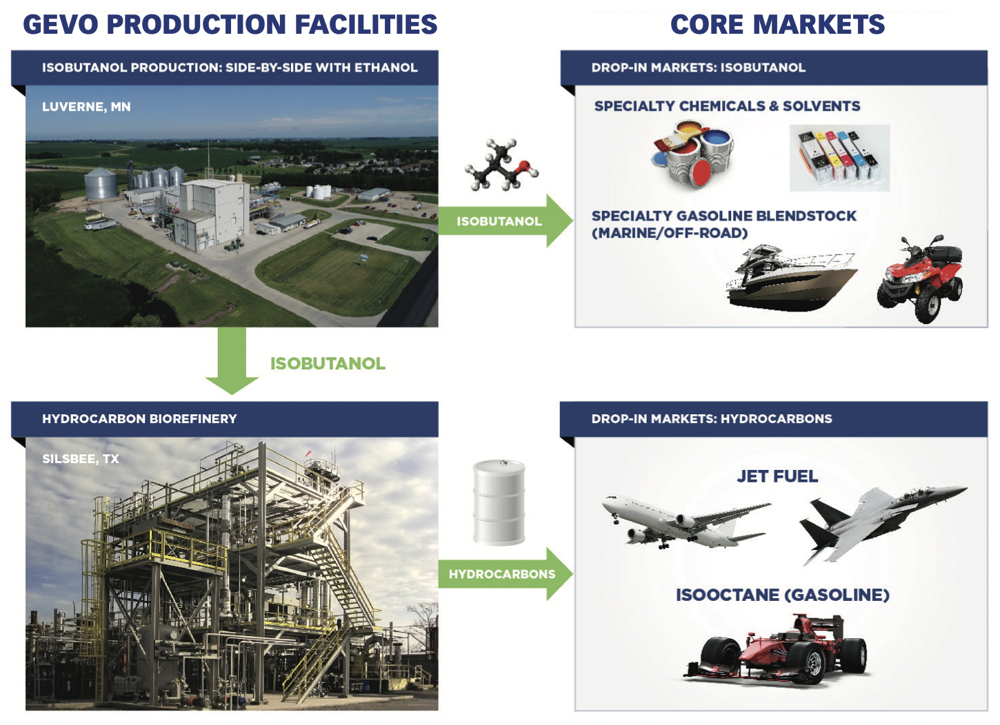 GEVO PRODUCTION FACILITIES
CORE MARKETS
ISOBUTANOL PRODUCTION: SIDE-BY-SIDE WITH ETHANOL
LUVERNE, MN
ISOBUTANOL
DROP-IN MARKETS: ISOBUTANOL
SPECIALTY CHEMICALS & SOLVENTS
SPECIALTY GASOLINE BLENDSTOCK
(MARINE/OFF-ROAD)
ISOBUTANOL
HYDROCARBON BIOREFINERY
SILSBEE, TX
HYDROCARBONS
DROP-IN MARKETS: HYDROCARBONS
JET FUEL
ISOOCTANE (GASOLINE)